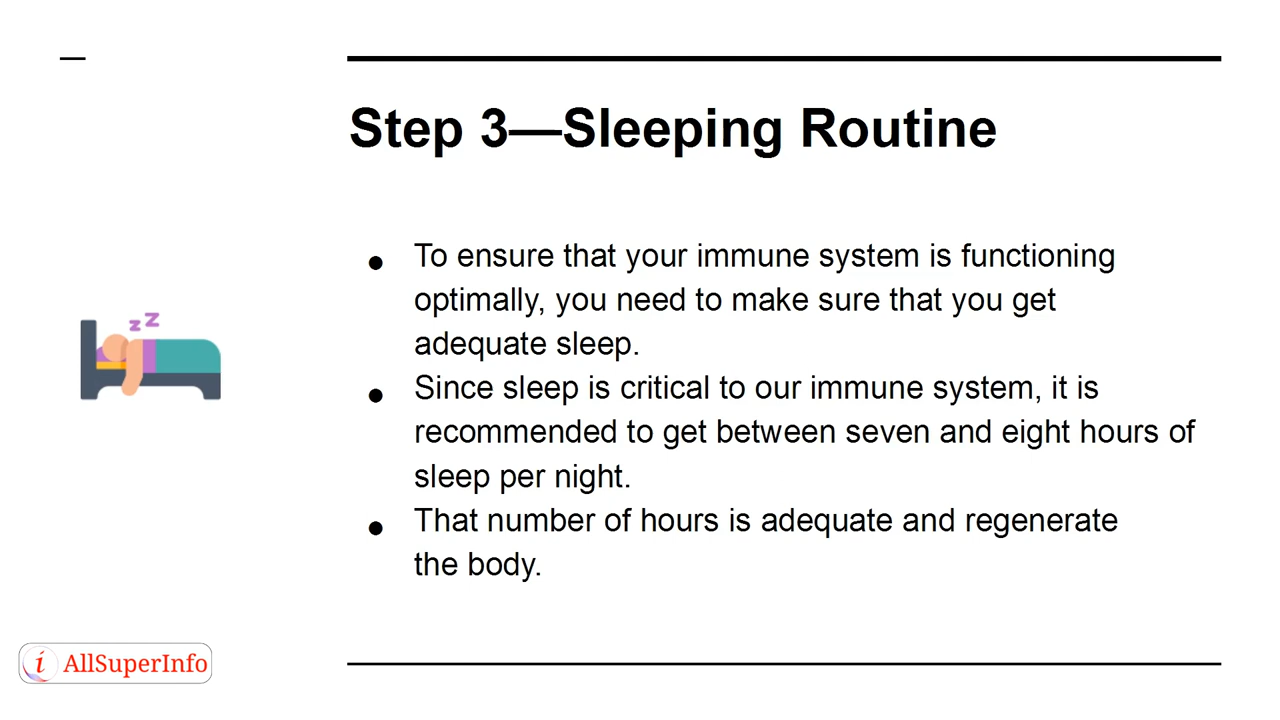 Step 3—Sleeping Routine
● To ensure that your immune system is functioning
optimally, you need to make sure that you get
adequate sleep.
● Since sleep is critical to our immune system, it is
recommended to get between seven and eight hours of
sleep per night.
● That number of hours is adequate and regenerate
the body.
z z
i AllSuperInfo